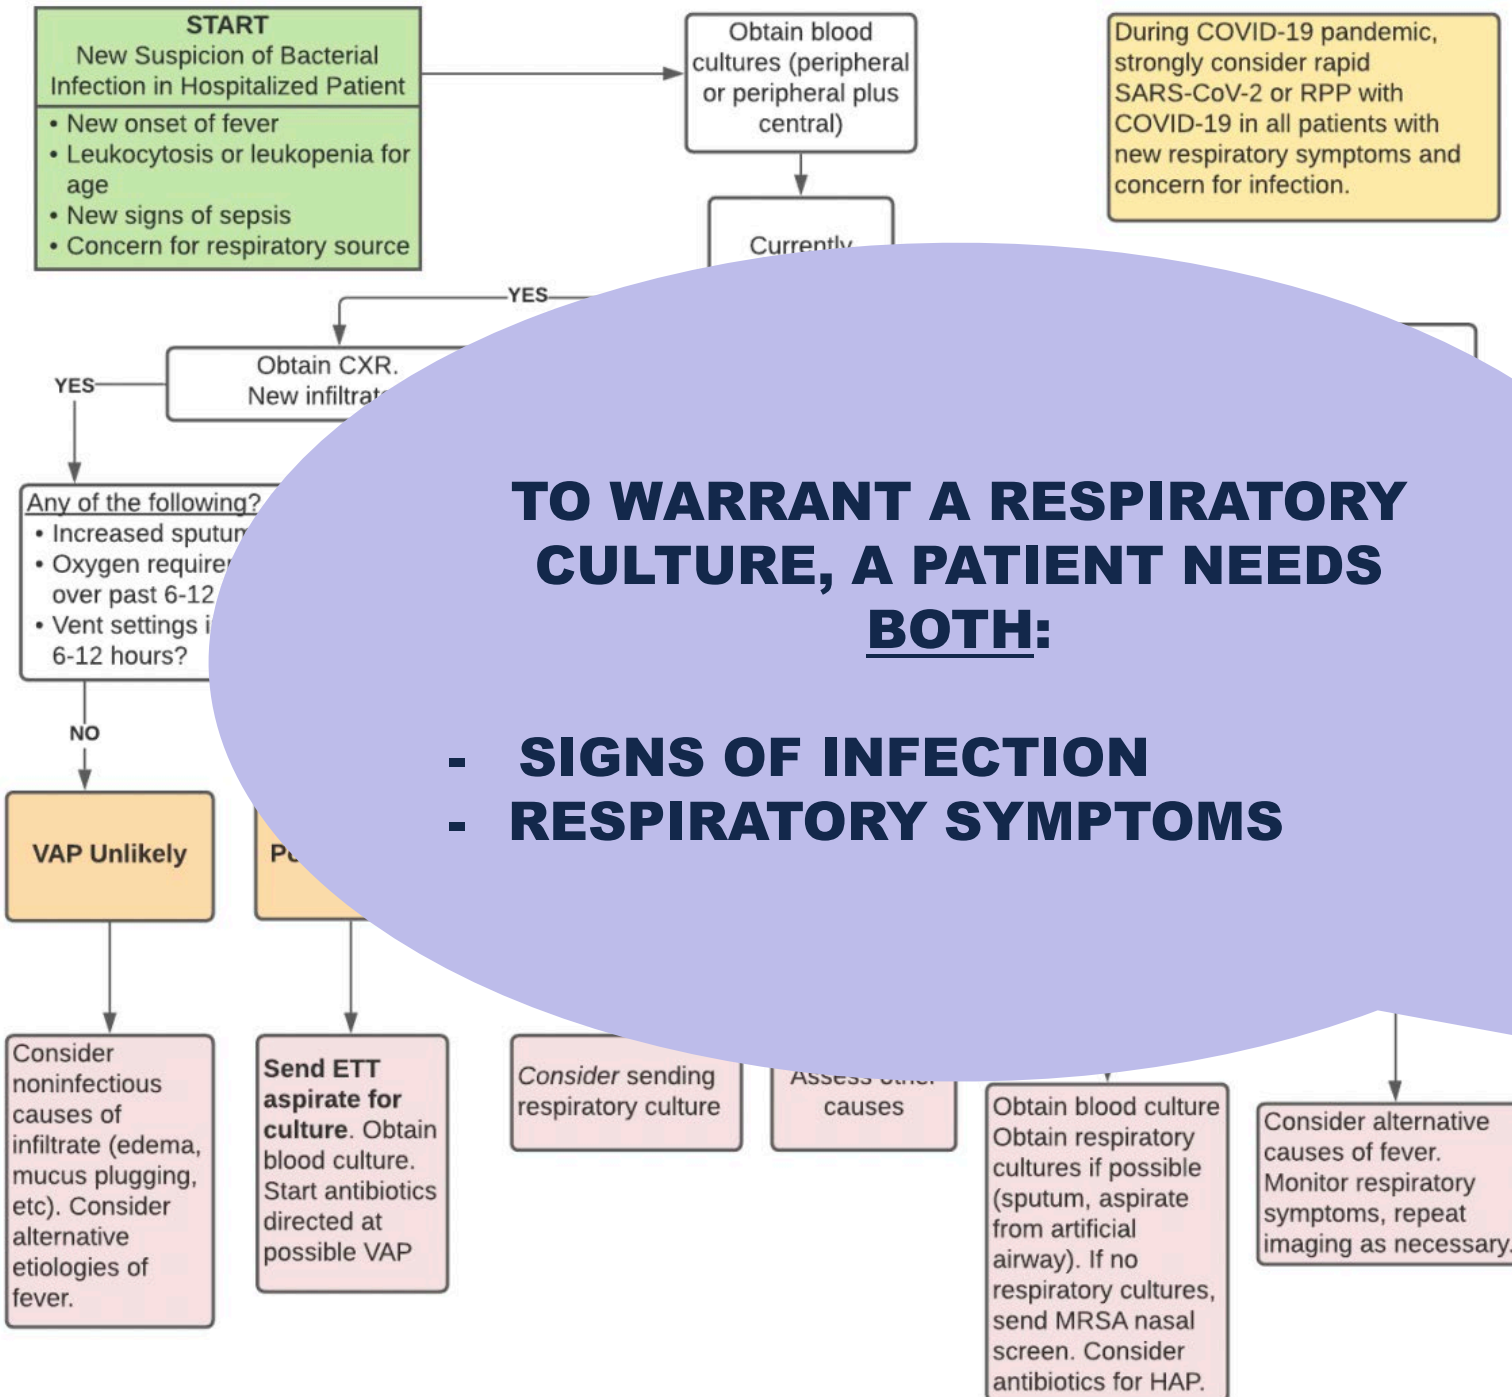 START
New Suspicion of Bacterial
Infection in Hospitalized Patient
• New onset of fever
• Leukocytosis or leukopenia for
age
• New signs of sepsis
• Concern for respiratory source
Obtain blood
cultures (peripheral
or peripheral plus
central)
During COVID-19 pandemic,
strongly consider rapid
SARS-CoV-2 or RPP with
COVID-19 in all patients with
new respiratory symptoms and
concern for infection.
Currently
YES
Obtain CXR.
New infiltrate
YES
Any of the following?
• Increased sputum
• Oxygen
over past 6-12
• Vent settings
6-12 hours?
TO WARRANT A RESPIRATORY
CULTURE, A PATIENT NEEDS
BOTH:
- SIGNS OF INFECTION
- RESPIRATORY SYMPTOMS
NO
VAP Unlikely
Consider
noninfectious
causes of
infiltrate (edema,
mucus plugging,
etc). Consider
alternative
etiologies of
fever.
Send ETT
aspirate for
culture. Obtain
blood culture.
Start antibiotics
directed at
possible VAP
Consider sending
respiratory culture
Assess other
causes
Obtain blood culture
Obtain respiratory
cultures if possible
(sputum, aspirate
from artificial
airway). If no
respiratory cultures,
send MRSA nasal
screen. Consider
antibiotics for HAP.
Consider alternative
causes of fever.
Monitor respiratory
symptoms, repeat
imaging as necessary.